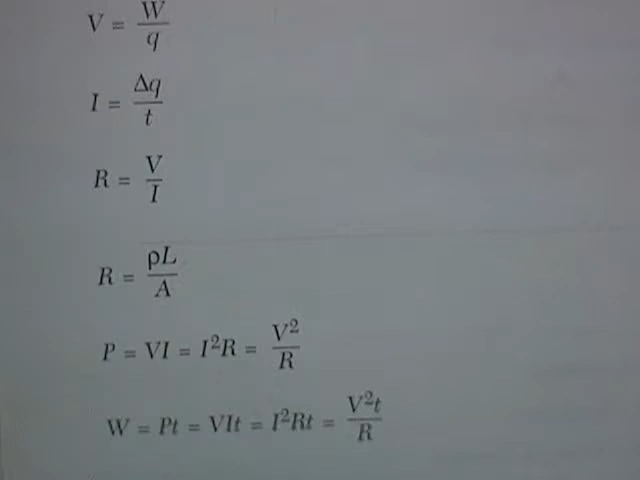 V = W/q
I = Δq/t
R = V/I
R = ρL/A
P = VI = I²R = V²/R
W = Pt = VIt = I²Rt = V²t/R